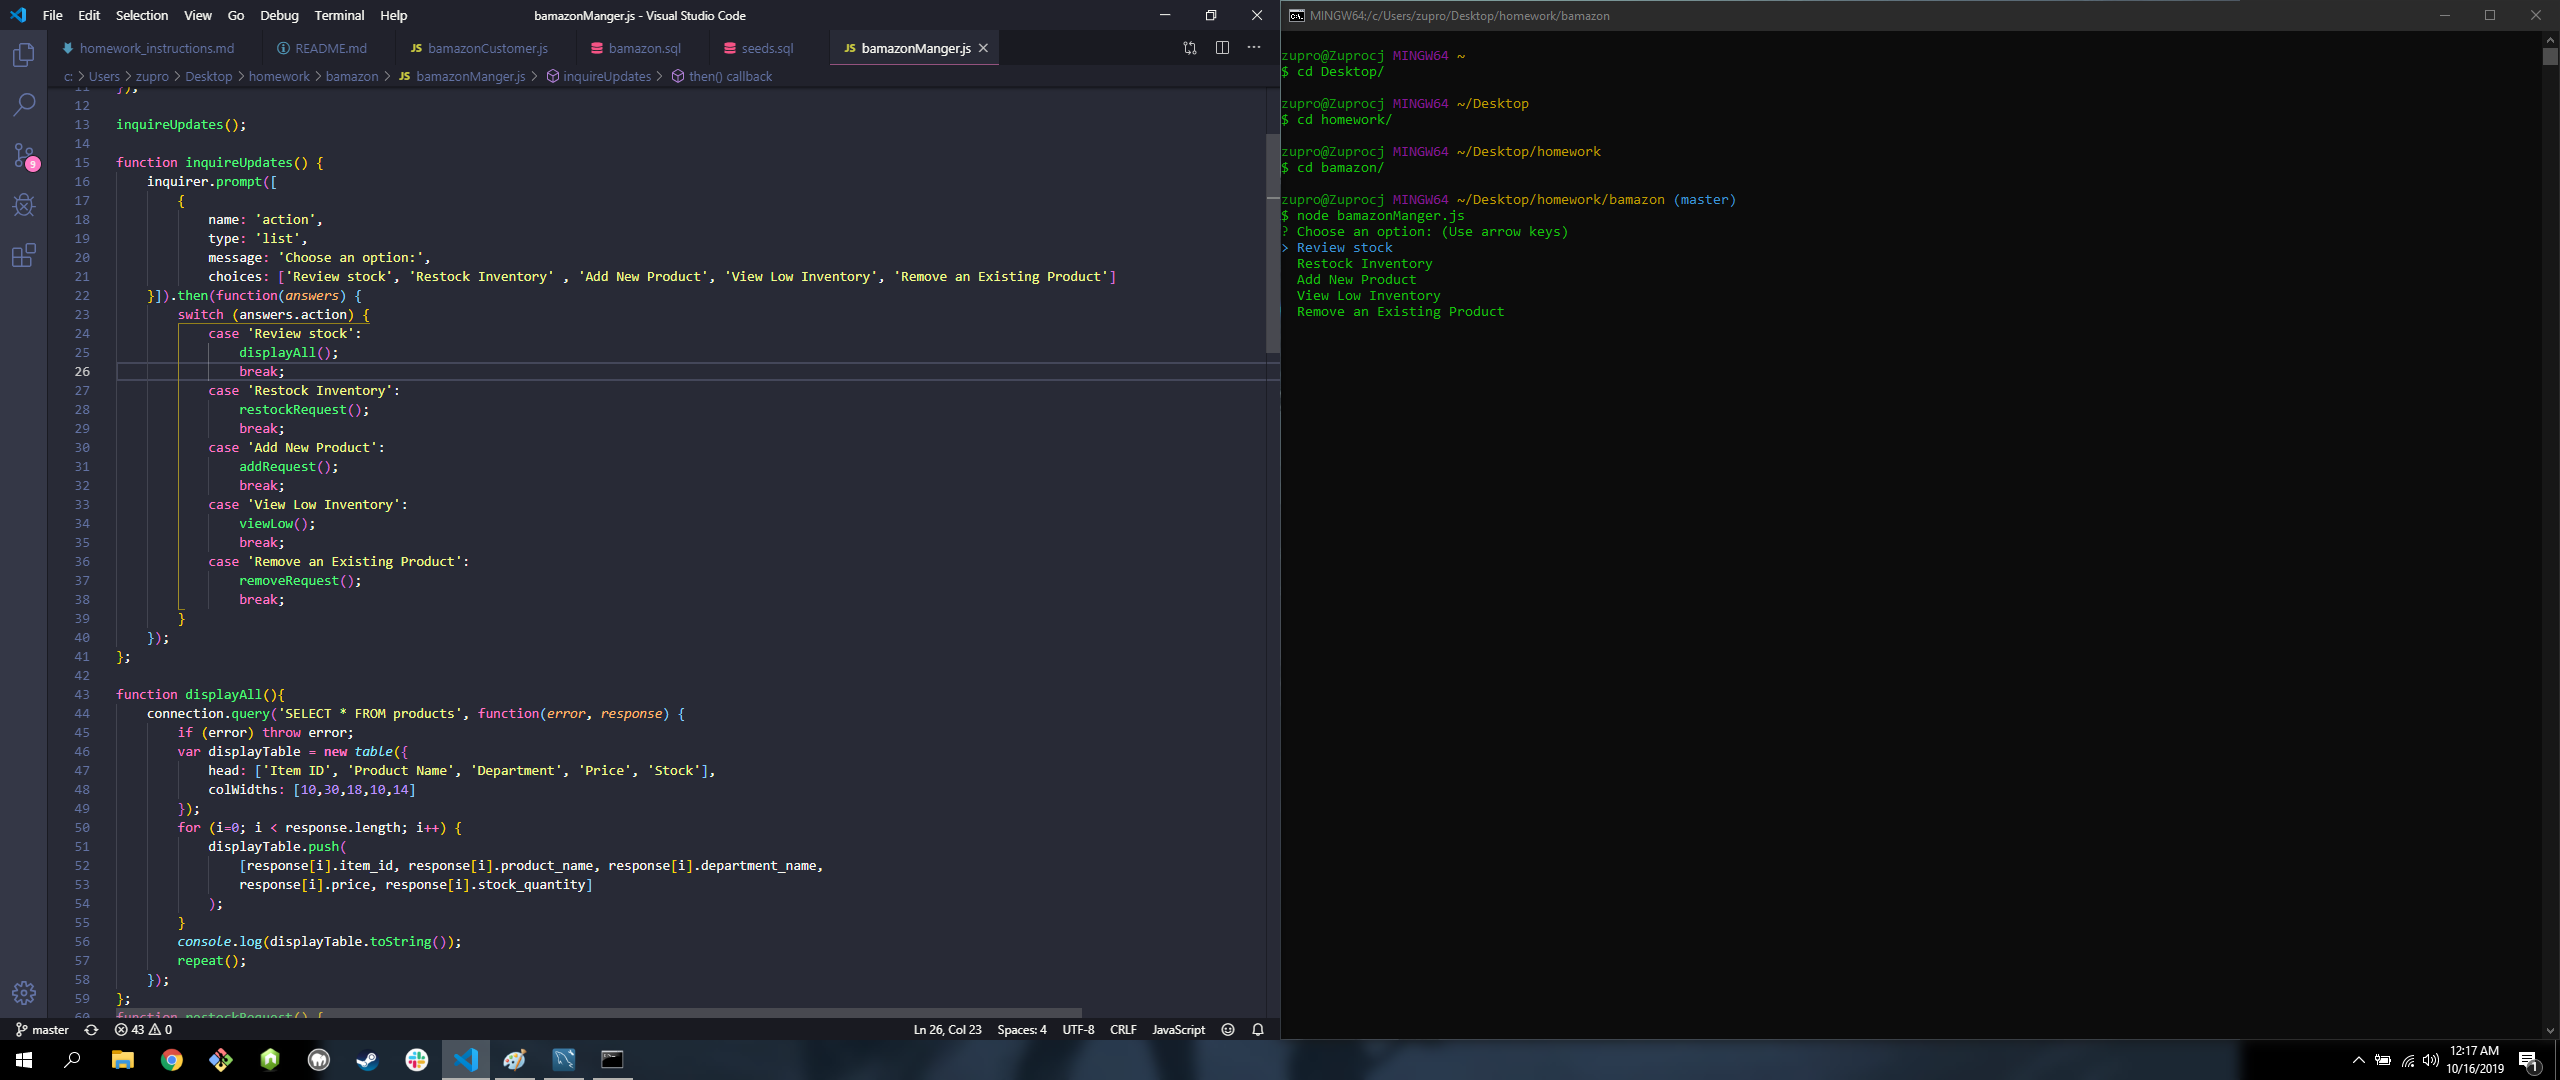 File Edit Selection View Go Debug Terminal Help
bamazonManger.js - Visual Studio Code
homework_instructions.md
README.md
JS bamazonCustomer.js
bamazon.sql
seeds.sql
JS bamazonManger.js
c: > Users > zupro > Desktop > homework > bamazon > JS bamazonManger.js > inquireUpdates > then() callback
9
11 });
12
13 inquireUpdates();
14
15 function inquireUpdates() {
16 inquirer.prompt([
17 {
18 name: 'action',
19 type: 'list',
20 message: 'Choose an option:',
21 choices: ['Review stock', 'Restock Inventory' , 'Add New Product', 'View Low Inventory', 'Remove an Existing Product']
22 }]).then(function(answers) {
23 switch (answers.action) {
24 case 'Review stock':
25 displayAll();
26 break;
27 case 'Restock Inventory':
28 restockRequest();
29 break;
30 case 'Add New Product':
31 addRequest();
32 break;
33 case 'View Low Inventory':
34 viewLow();
35 break;
36 case 'Remove an Existing Product':
37 removeRequest();
38 break;
39 }
40 });
41 };
42
43 function displayAll(){
44 connection.query('SELECT * FROM products', function(error, response) {
45 if (error) throw error;
46 var displayTable = new table({
47 head: ['Item ID', 'Product Name', 'Department', 'Price', 'Stock'],
48 colWidths: [10,30,18,10,14]
49 });
50 for (i=0; i < response.length; i++) {
51 displayTable.push(
52 [response[i].item_id, response[i].product_name, response[i].department_name,
53 response[i].price, response[i].stock_quantity]
54 );
55 }
56 console.log(displayTable.toString());
57 repeat();
58 });
59 };
60 function restockRequest() {
master
43 0
Ln 26, Col 23 Spaces: 4 UTF-8 CRLF JavaScript
MINGW64:/c/Users/zupro/Desktop/homework/bamazon
zupro@Zuprocj MINGW64 ~
$ cd Desktop/
zupro@Zuprocj MINGW64 ~/Desktop
$ cd homework/
zupro@Zuprocj MINGW64 ~/Desktop/homework
$ cd bamazon/
zupro@Zuprocj MINGW64 ~/Desktop/homework/bamazon (master)
$ node bamazonManger.js
? Choose an option: (Use arrow keys)
> Review stock
Restock Inventory
Add New Product
View Low Inventory
Remove an Existing Product
12:17 AM
10/16/2019
1